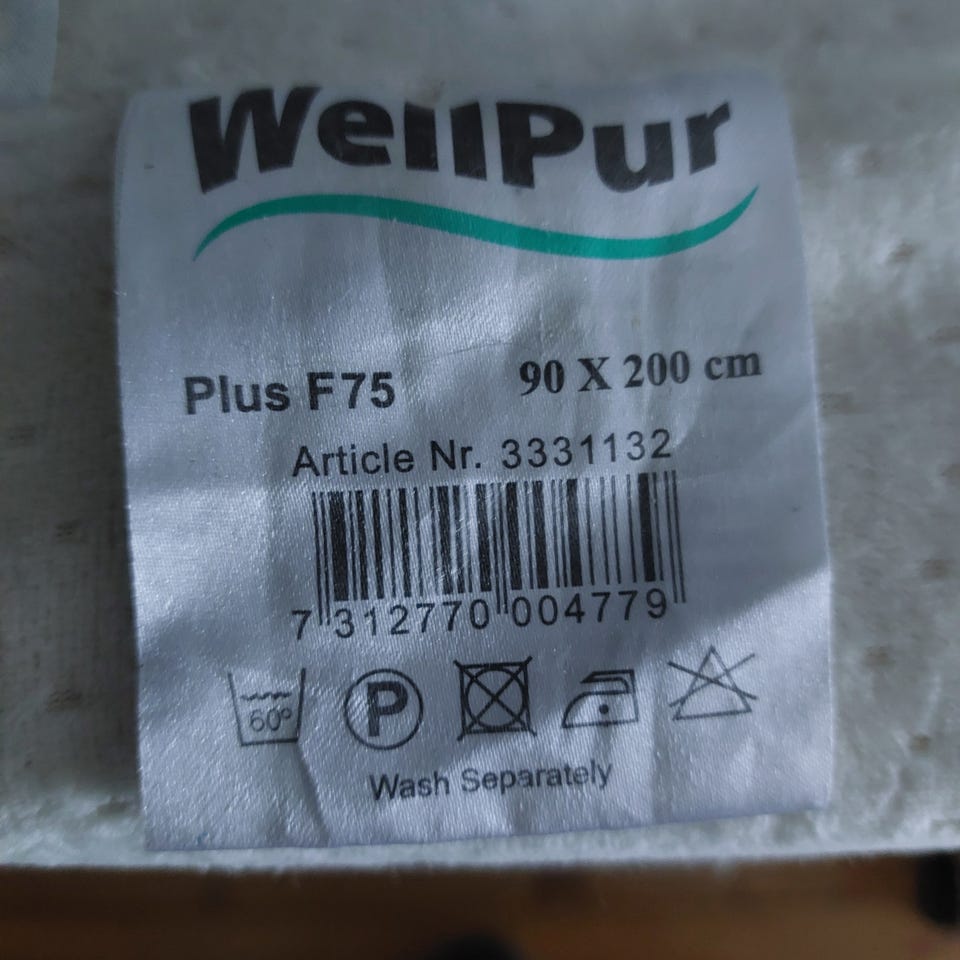 WellPur
Plus F75 90 X 200 cm
Article Nr. 3331132
7 312770 004779
60°
P
Wash Separately